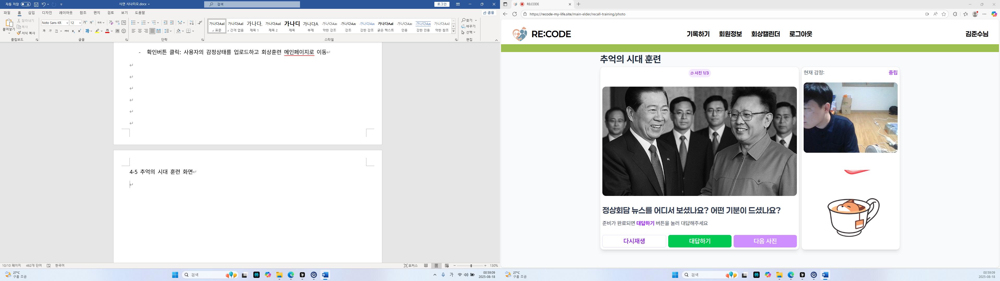 자동 저장
시연 시나리오.docx
검색
로그인
파일 홈 삽입 디자인 레이아웃 참조 편지 검토 보기 도움말
공유
붙여넣기
잘라내기
복사
서식 복사
클립보드
Noto Sans KR 12
글꼴
단락
가나다AaB 표준
가나다AaB 간격 없음
가나다, 제목 1
가나다AaB 제목 2
가나디 제목
가나다A 부제
가나다AaB 약한 강조
가나다AaB 강조
가나다AaB 강한 강조
가나다AaB 굵은 텍스트
가나다AaB 인용
가나다AaB 강한 인용
가나다AaB 약한 참조
스타일
찾기
바꾸기
선택
편집
- 확인버튼 클릭: 사용자의 감정상태를 업로드하고 회상훈련 메인페이지로 이동
4-5 추억의 시대 훈련 화면
10/10 페이지 462개 단어 한국어
포커스
130%
27°C
구름 조금
검색
가
00:59:09
2025-08-18
RE:CODE
https://recode-my-life.site/main-elder/recall-training/photo
RE:CODE
기록하기 회원정보 회상캘린더 로그아웃
김준수님
추억의 시대 훈련
사진 1/3
현재 감정: 중립
정상회담 뉴스를 어디서 보셨나요? 어떤 기분이 드셨나요?
준비가 완료되면 대답하기 버튼을 눌러 대답해주세요
다시재생 대답하기 다음 사진
27°C
구름 조금
검색
00:59:09
2025-08-18